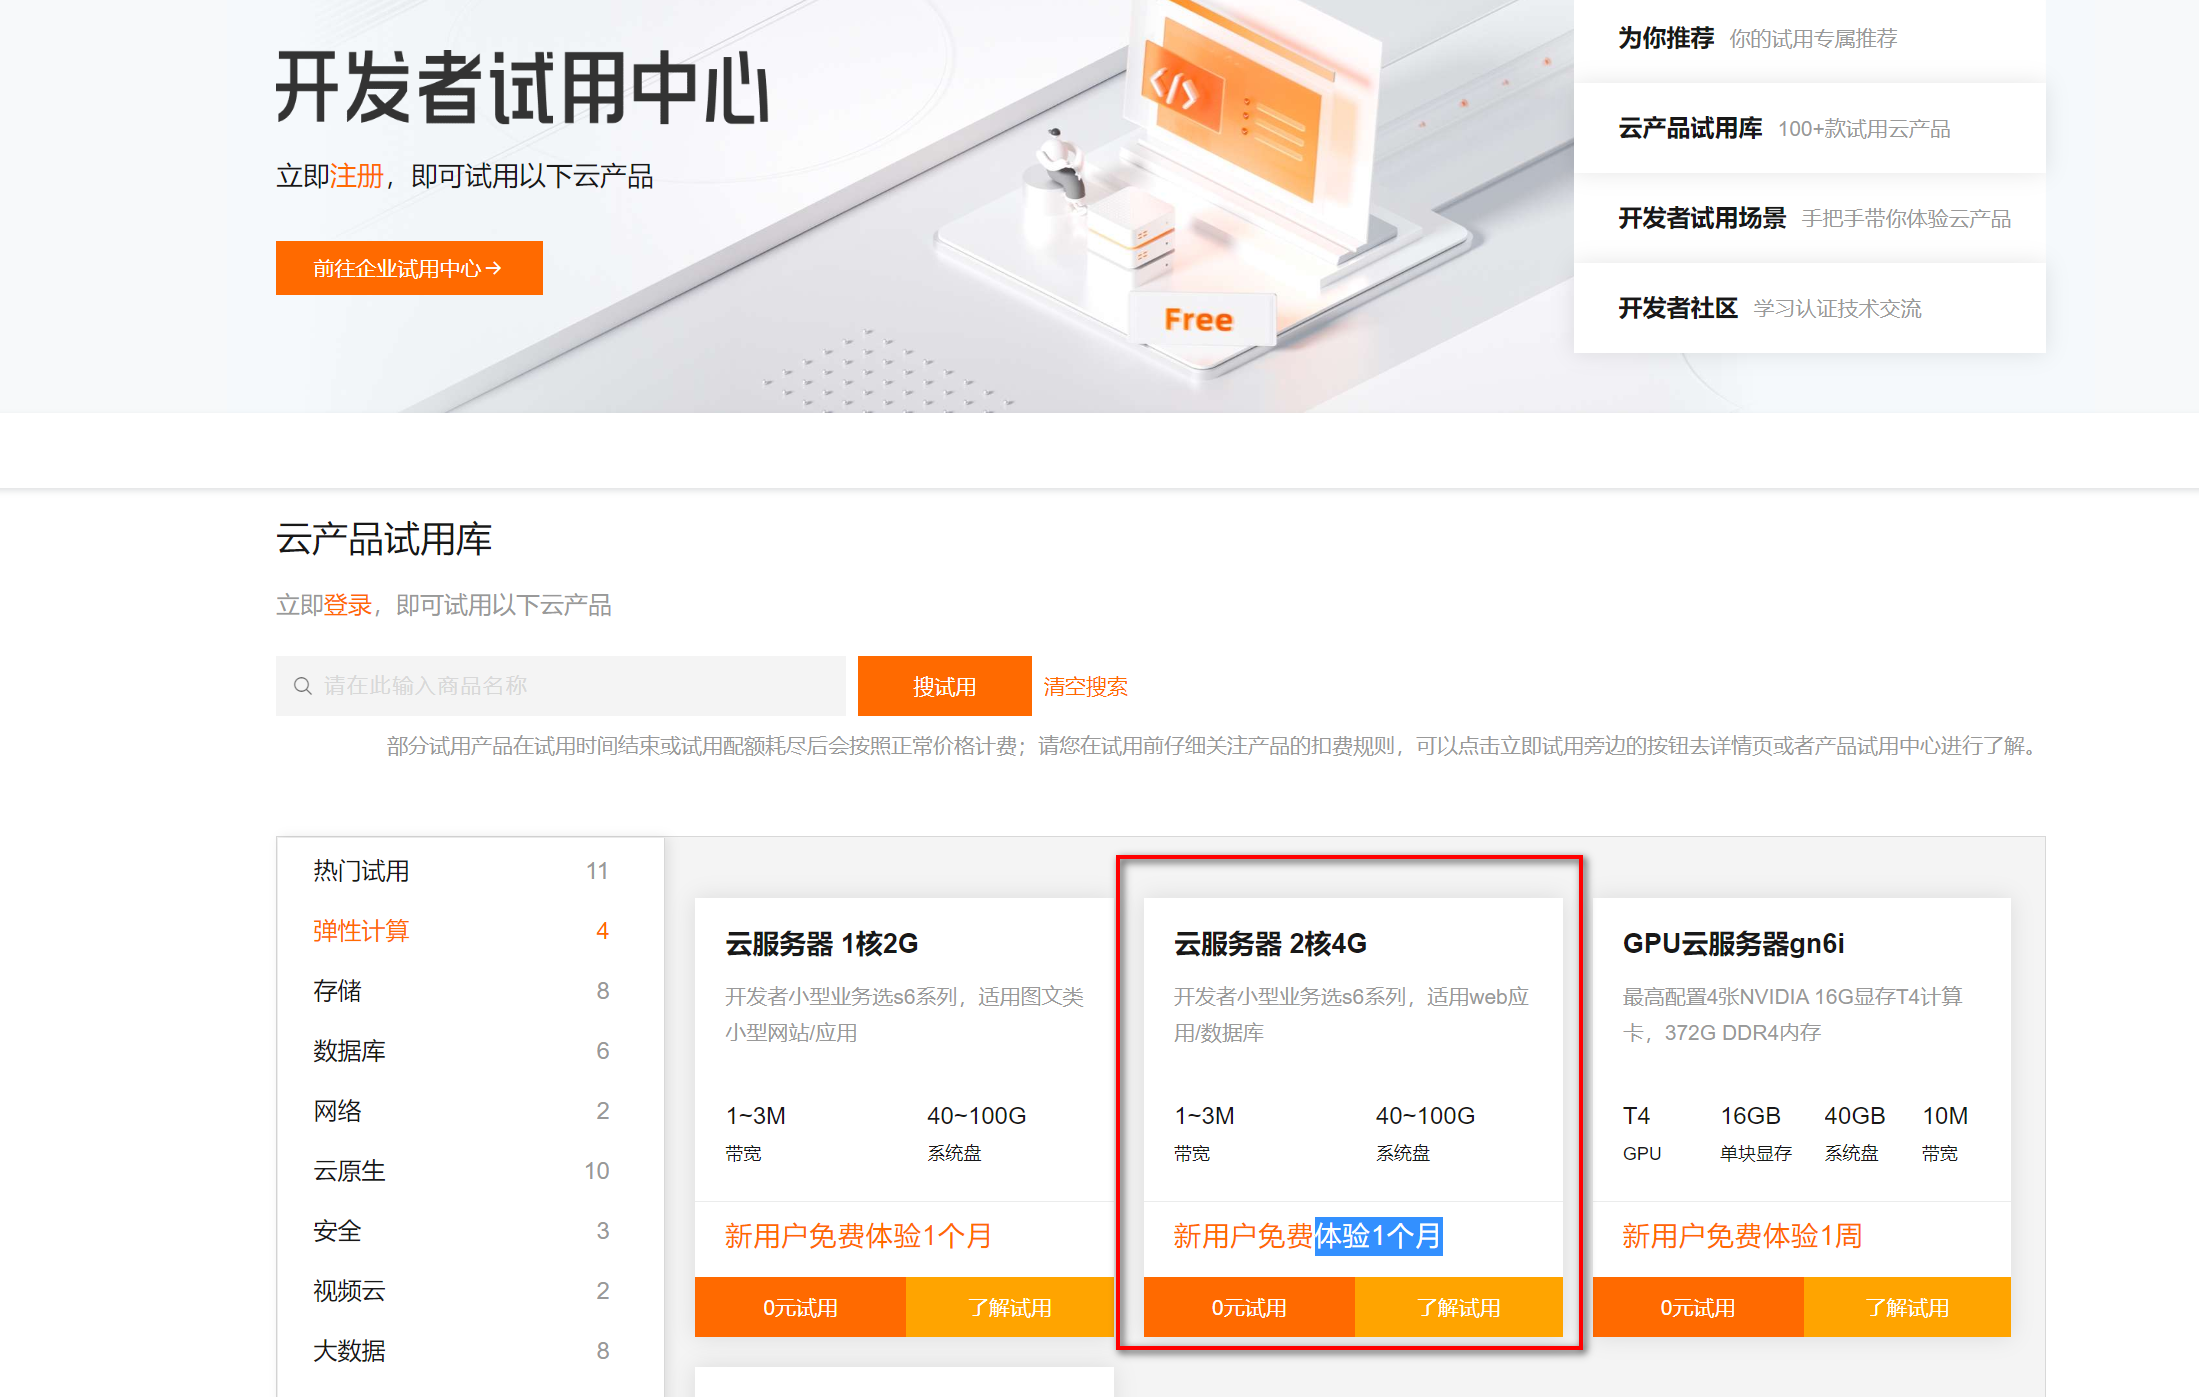 开发者试用中心
立即注册，即可试用以下云产品
前往企业试用中心→
Free
为你推荐 你的试用专属推荐
云产品试用库 100+款试用云产品
开发者试用场景 手把手带你体验云产品
开发者社区 学习认证技术交流
云产品试用库
立即登录，即可试用以下云产品
请在此输入商品名称
搜试用
清空搜索
部分试用产品在试用时间结束或试用配额耗尽后会按照正常价格计费；请您在试用前仔细关注产品的扣费规则，可以点击立即试用旁边的按钮去详情页或者产品试用中心进行了解。
热门试用 11
弹性计算 4
存储 8
数据库 6
网络 2
云原生 10
安全 3
视频云 2
大数据 8
云服务器 1核2G
开发者小型业务选s6系列，适用图文类
小型网站/应用
1~3M 40~100G
带宽 系统盘
新用户免费体验1个月
0元试用 了解试用
云服务器 2核4G
开发者小型业务选s6系列，适用web应
用/数据库
1~3M 40~100G
带宽 系统盘
新用户免费体验1个月
0元试用 了解试用
GPU云服务器gn6i
最高配置4张NVIDIA 16G显存T4计算
卡，372G DDR4内存
T4 16GB 40GB 10M
GPU 单块显存 系统盘 带宽
新用户免费体验1周
0元试用 了解试用